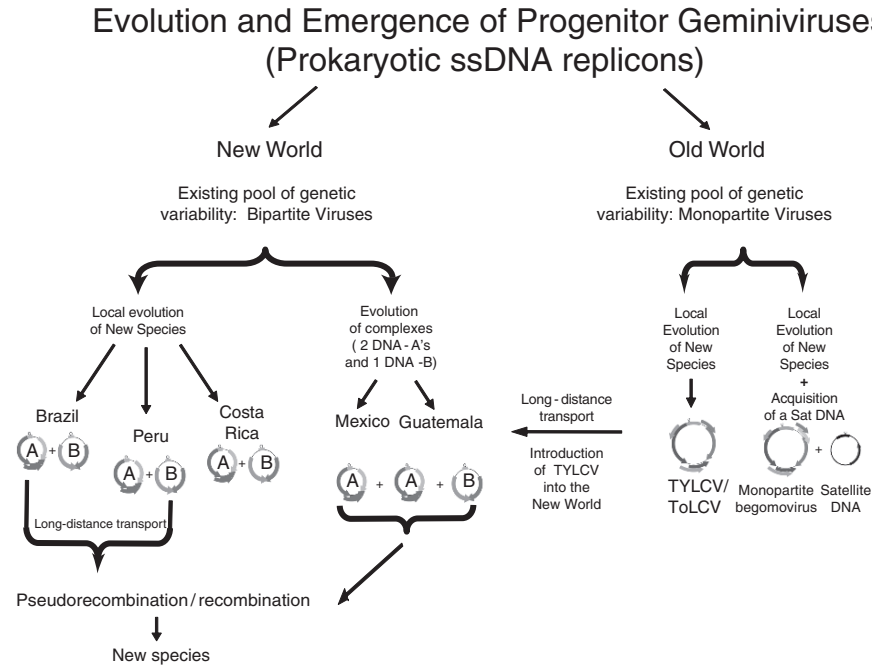 Evolution and Emergence of Progenitor Geminiviruses
(Prokaryotic ssDNA replicons)
New World
Existing pool of genetic
variability: Bipartite Viruses
Local evolution
of New Species
Brazil
A + B
Peru
A + B
Costa
Rica
A + B
Long-distance transport
Evolution
of complexes
( 2 DNA - A's
and 1 DNA -B)
Mexico
Guatemala
A + A + B
Pseudorecombination / recombination
New species
Long - distance
transport
Introduction
of TYLCV
into the
New World
Old World
Existing pool of genetic
variability: Monopartite Viruses
Local
Evolution
of New
Species
TYLCV/
ToLCV
Local
Evolution
of New
Species
+
Acquisition
of a Sat DNA
+
Monopartite
begomovirus
Satellite
DNA